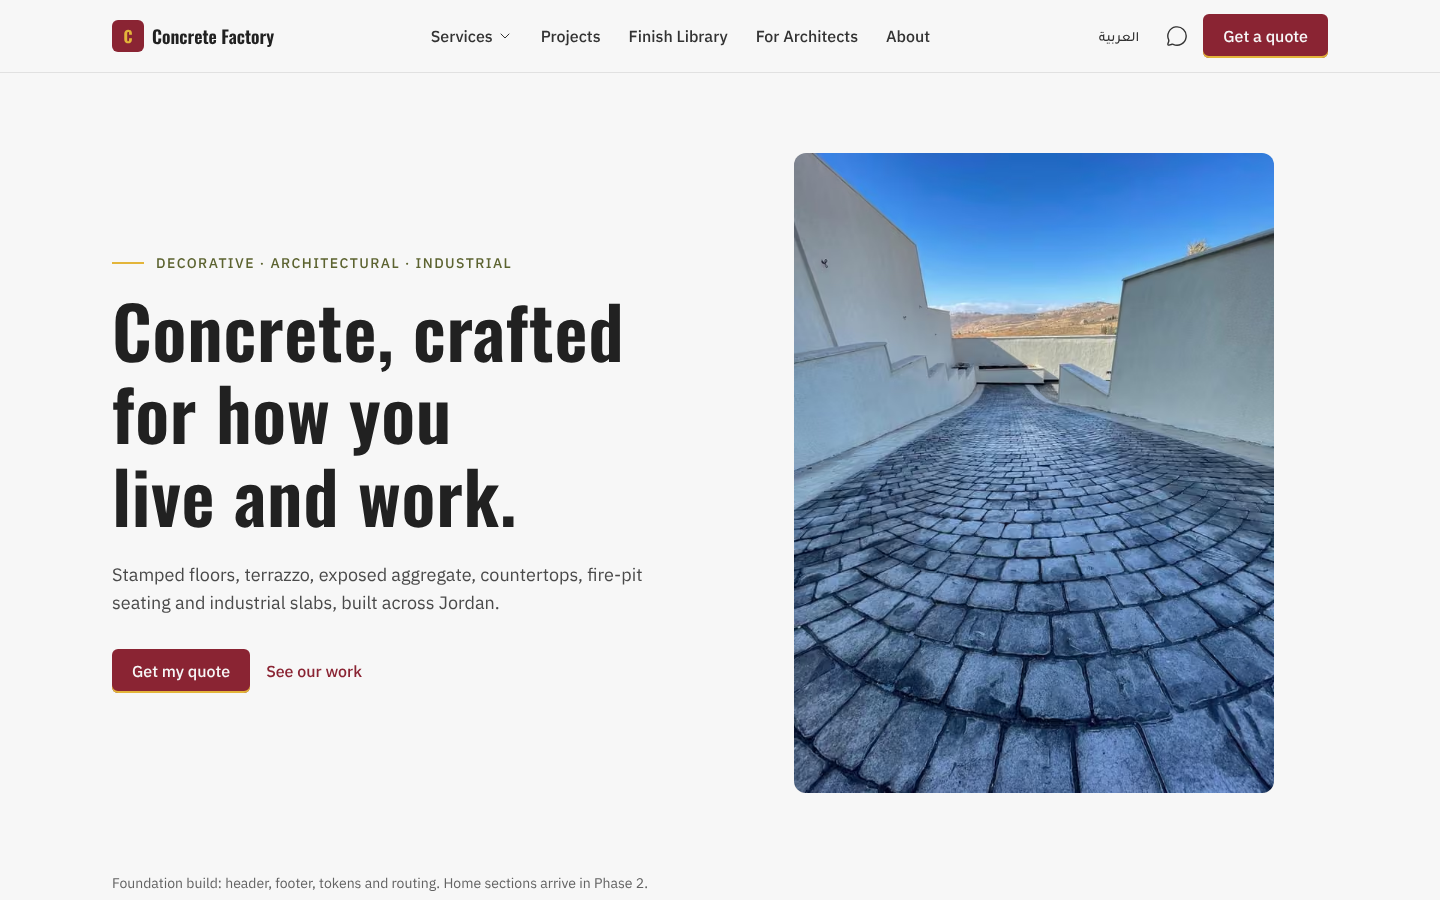 C Concrete Factory
Services
Projects
Finish Library
For Architects
About
العربية
Get a quote
DECORATIVE · ARCHITECTURAL · INDUSTRIAL
Concrete, crafted
for how you
live and work.
Stamped floors, terrazzo, exposed aggregate, countertops, fire-pit
seating and industrial slabs, built across Jordan.
Get my quote
See our work
Foundation build: header, footer, tokens and routing. Home sections arrive in Phase 2.